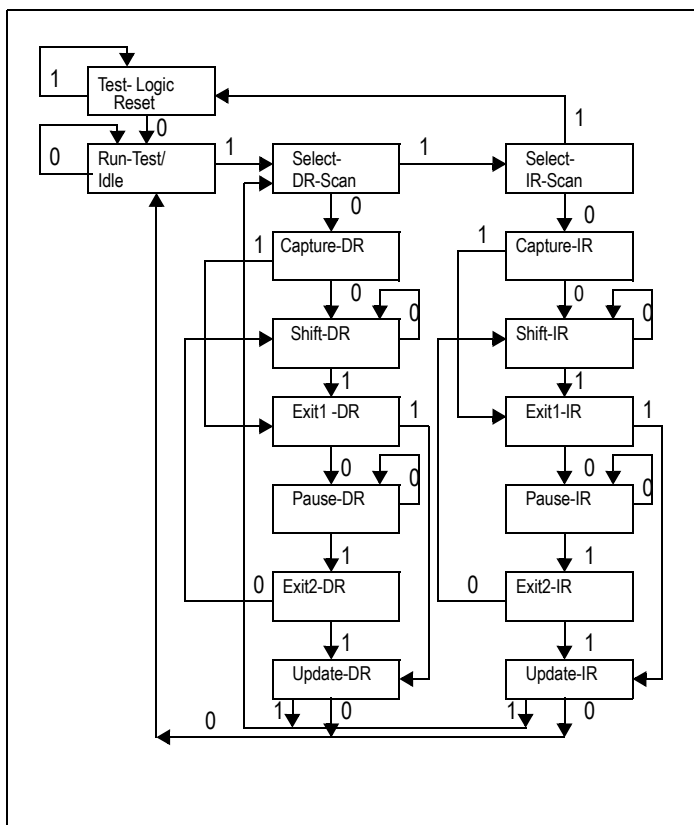 1
Test- Logic
Reset
0
1
0
Run-Test/
Idle
1
Select-
DR-Scan
1
Select-
IR-Scan
0
0
1
Capture-DR
1
Capture-IR
0
0
0
0
Shift-DR
Shift-IR
1
1
Exit1 -DR
1
Exit1-IR
1
0
0
0
0
Pause-DR
Pause-IR
1
1
0
Exit2-DR
0
Exit2-IR
1
1
Update-DR
Update-IR
0
1
0
1
0